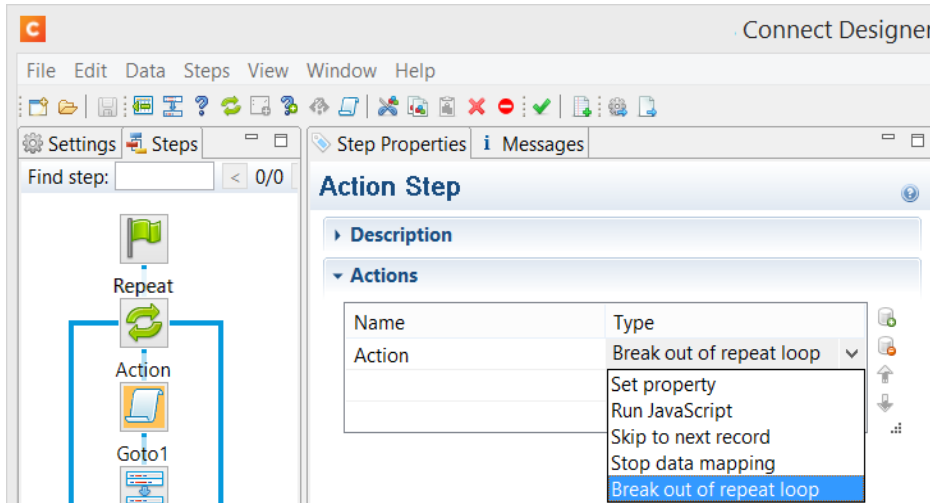 C
Connect Designer
File Edit Data Steps View Window Help
Settings Steps
Step Properties i Messages
Find step: < 0/0
Action Step
Description
Repeat
Actions
Name Type
Action Break out of repeat loop
Action
Set property
Run JavaScript
Skip to next record
Goto1
Stop data mapping
Break out of repeat loop